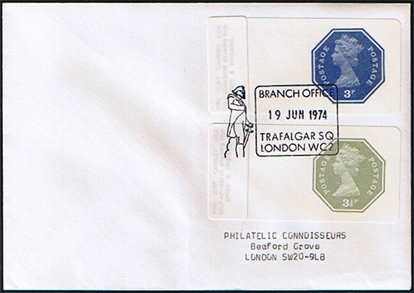 POSTAGE POSTAGE
3P
BRANCH OFFICE
19 JUN 1974
TRAFALGAR SQ
LONDON WC2
POSTAGE POSTAGE
3½P
PHILATELIC CONNOISSEURS
Beaford Grove
LONDON SW20-9LB